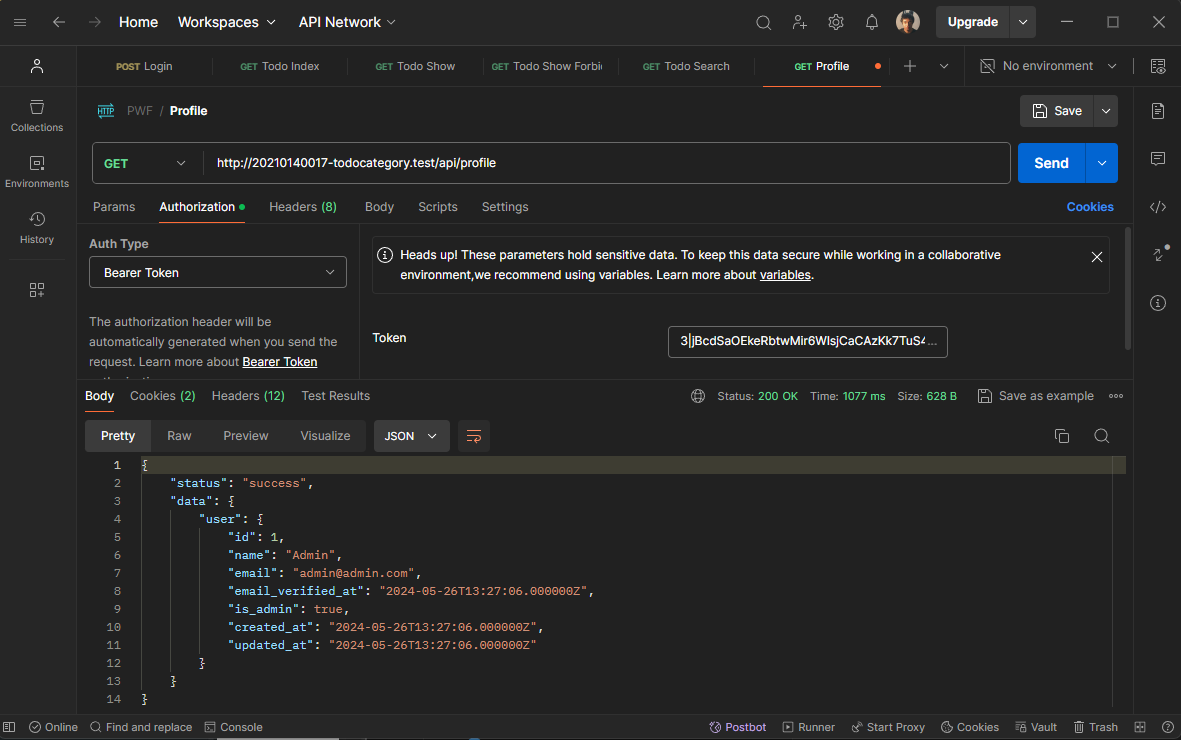 Home Workspaces API Network Upgrade
POST Login GET Todo Index GET Todo Show GET Todo Show Forbi GET Todo Search GET Profile No environment
HTTP PWF / Profile Save
Collections
GET http://20210140017-todocategory.test/api/profile Send
Environments
Params Authorization Headers (8) Body Scripts Settings Cookies
History
Auth Type
Bearer Token
Heads up! These parameters hold sensitive data. To keep this data secure while working in a collaborative
environment,we recommend using variables. Learn more about variables.
The authorization header will be
automatically generated when you send the
request. Learn more about Bearer Token
Token 3|jBcdSaOEkeRbtwMir6WIsjCaCAzKk7TuS4...
Body Cookies (2) Headers (12) Test Results Status: 200 OK Time: 1077 ms Size: 628 B Save as example
Pretty Raw Preview Visualize JSON
1 {
2 "status": "success",
3 "data": {
4 "user": {
5 "id": 1,
6 "name": "Admin",
7 "email": "admin@admin.com",
8 "email_verified_at": "2024-05-26T13:27:06.000000Z",
9 "is_admin": true,
10 "created_at": "2024-05-26T13:27:06.000000Z",
11 "updated_at": "2024-05-26T13:27:06.000000Z"
12 }
13 }
14 }
Online Find and replace Console Postbot Runner Start Proxy Cookies Vault Trash